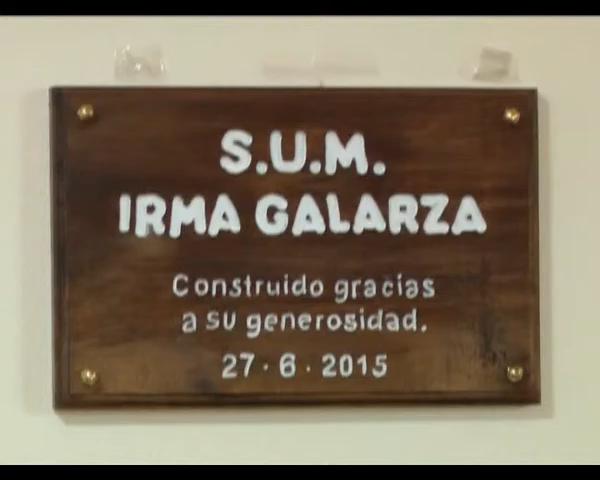 S.U.M.
IRMA GALARZA
Construido gracias
a su generosidad.
27·6·2015